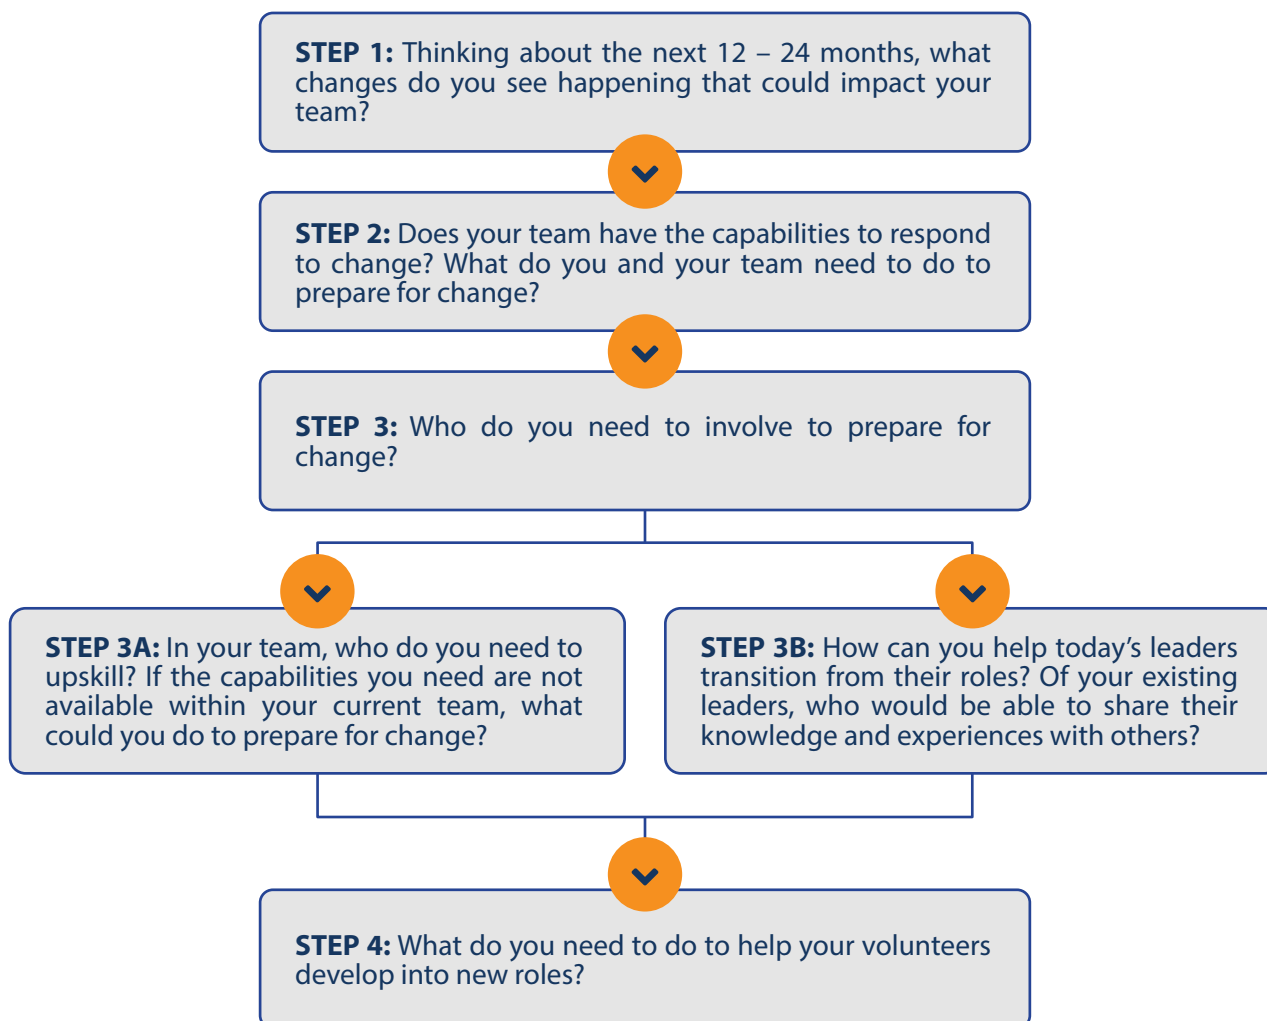 STEP 1: Thinking about the next 12 – 24 months, what
changes do you see happening that could impact your
team?
STEP 2: Does your team have the capabilities to respond
to change? What do you and your team need to do to
prepare for change?
STEP 3: Who do you need to involve to prepare for
change?
STEP 3A: In your team, who do you need to
upskill? If the capabilities you need are not
available within your current team, what
could you do to prepare for change?
STEP 3B: How can you help today’s leaders
transition from their roles? Of your existing
leaders, who would be able to share their
knowledge and experiences with others?
STEP 4: What do you need to do to help your volunteers
develop into new roles?